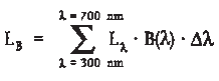 λ = 700 nm
L_B = ∑ L_λ · B(λ) · Δλ
λ = 300 nm